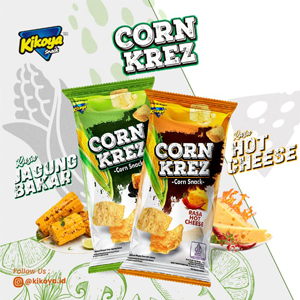 Kikoya
Snack
CORN
KREZ
Rasa
JAGUNG
BAKAR
Rasa
HOT
CHEESE
CORN
KREZ
-Corn Snack-
CORN
KREZ
-Corn Snack-
RASA
HOT
CHEESE
Follow Us :
@kikoya.id